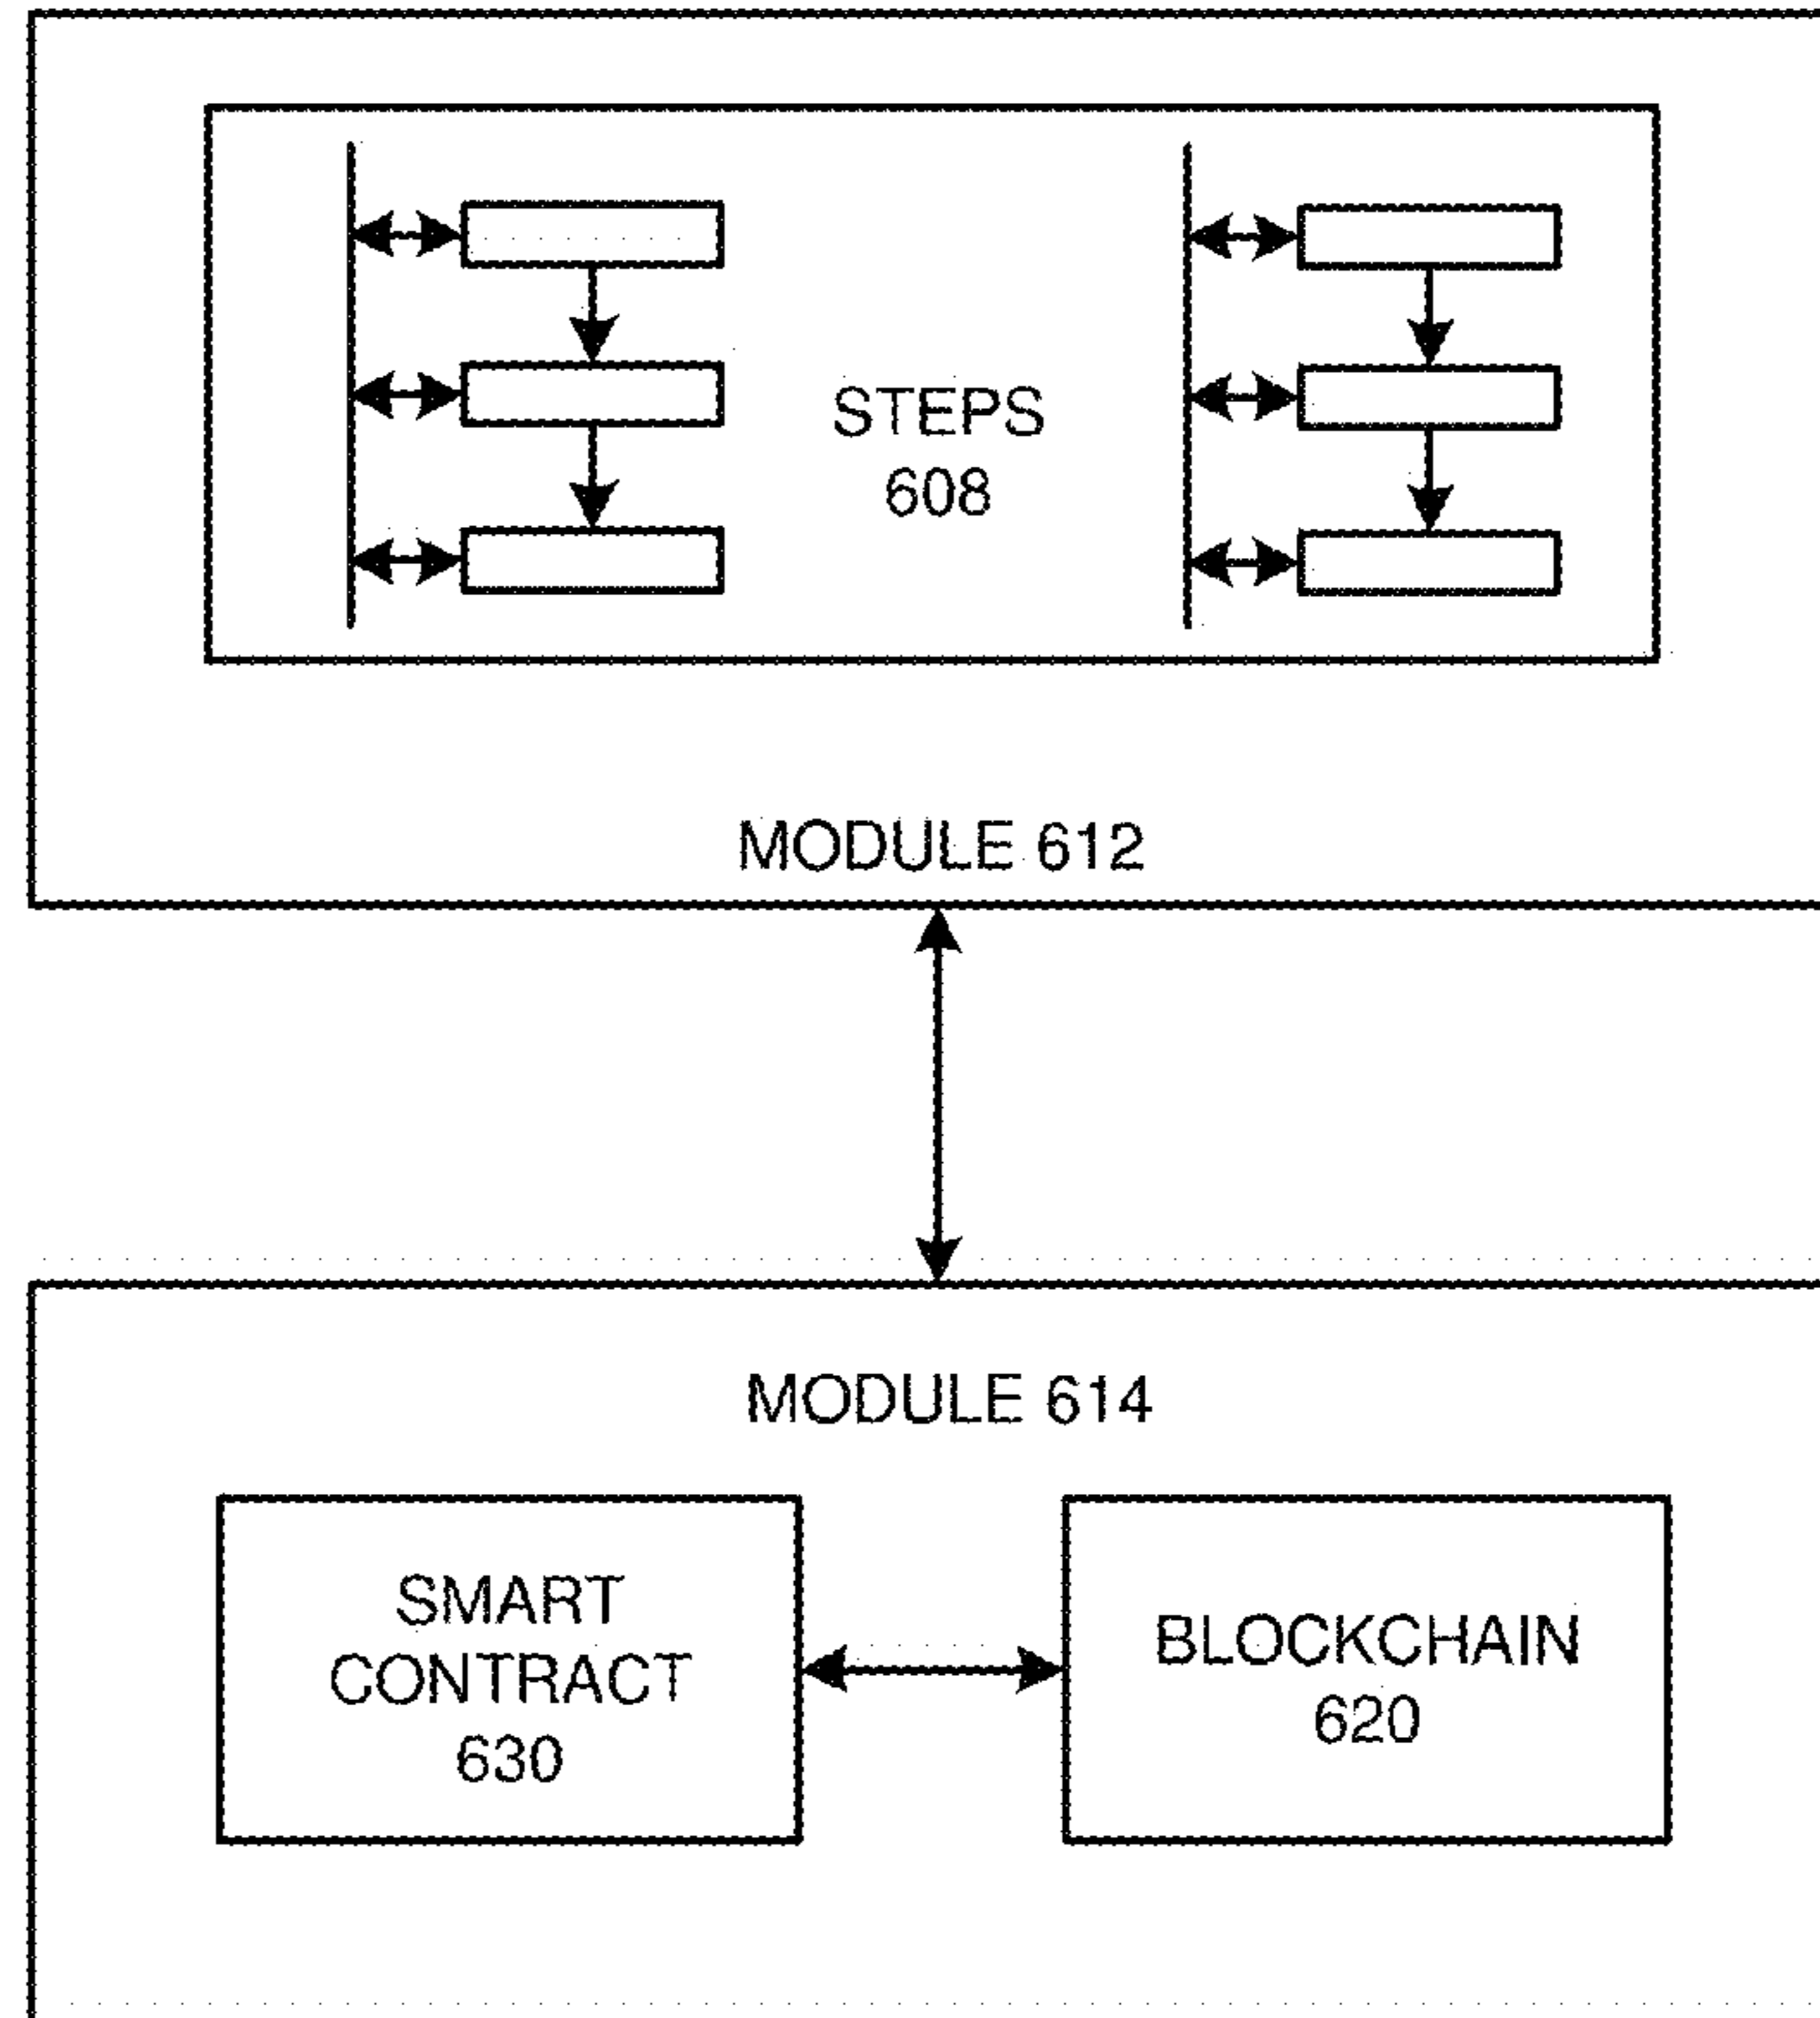 STEPS
608
MODULE 612
MODULE 614
SMART
CONTRACT
630
BLOCKCHAIN
620